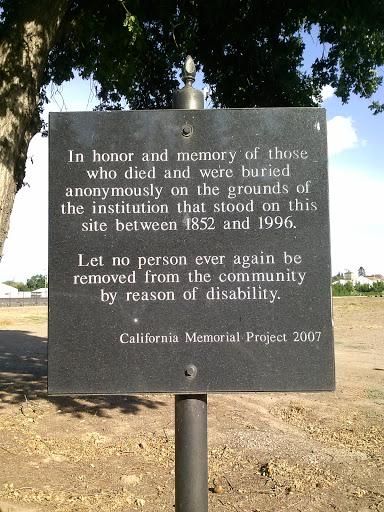 In honor and memory of those
who died and were buried
anonymously on the grounds of
the institution that stood on this
site between 1852 and 1996.
Let no person ever again be
removed from the community
by reason of disability.
California Memorial Project 2007